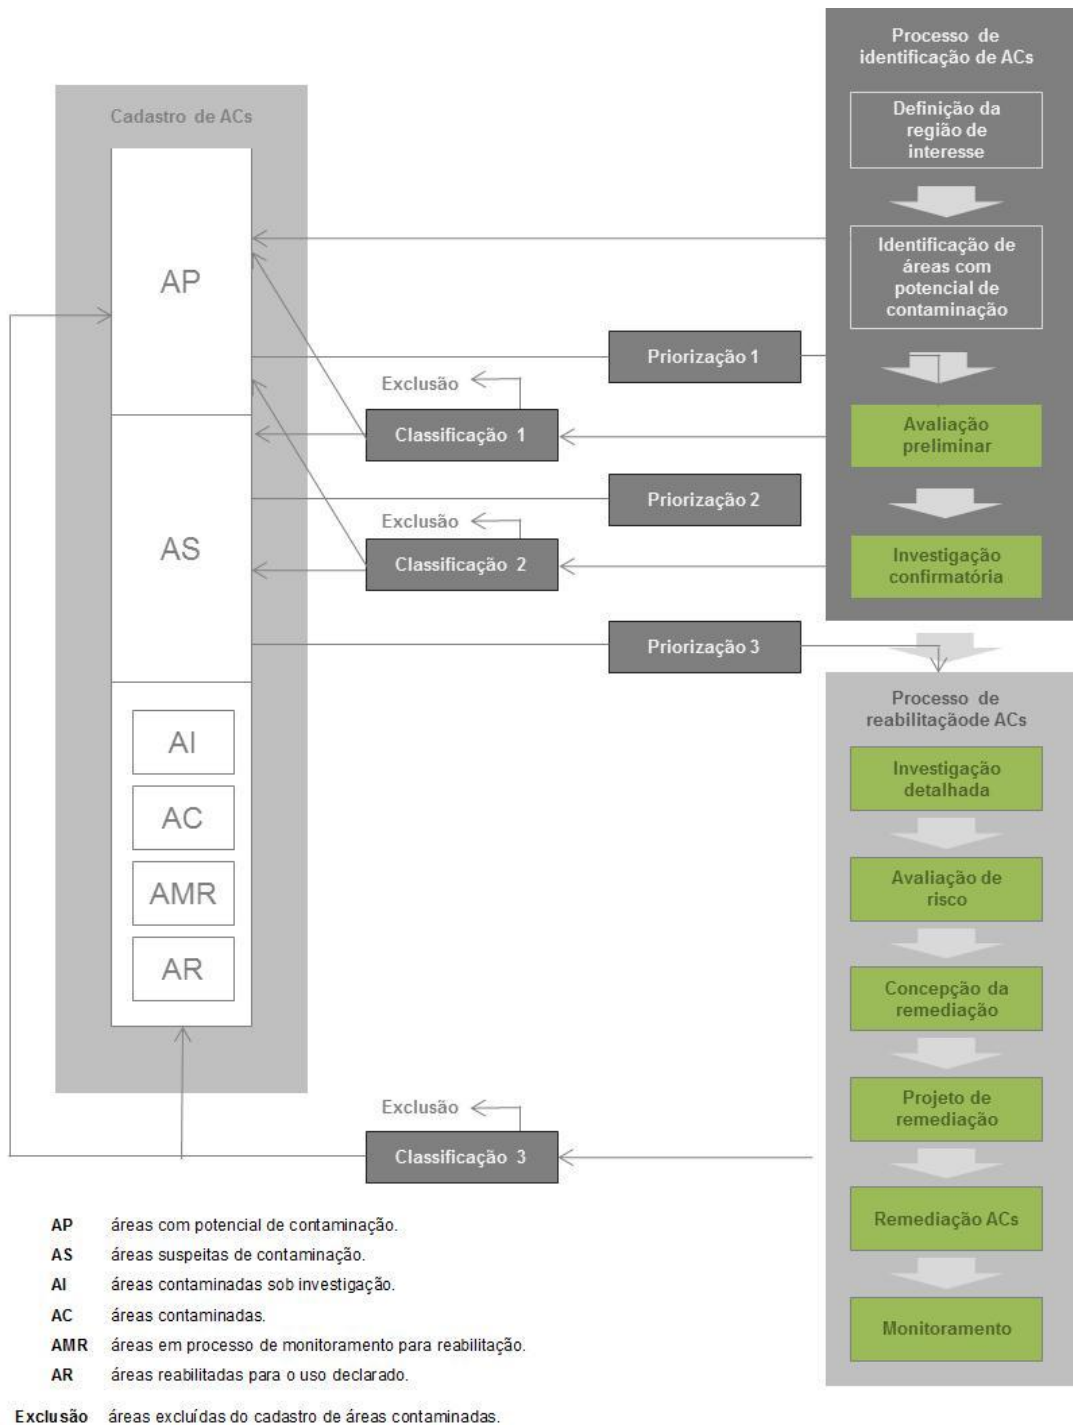 Processo de
identificação de ACs
Definição da
região de
interesse
Cadastro de ACs
Identificação de
áreas com
potencial de
contaminação
AP
Priorização 1
Exclusão
Classificação 1
Avaliação
preliminar
Priorização 2
Exclusão
AS
Classificação 2
Investigação
confirmatória
Priorização 3
Processo de
reabilitaçãode ACs
AI
Investigação
detalhada
AC
AMR
Avaliação de
risco
AR
Concepção da
remediação
Exclusão
Projeto de
remediação
Classificação 3
Remediação ACs
Monitoramento
AP áreas com potencial de contaminação.
AS áreas suspeitas de contaminação.
AI áreas contaminadas sob investigação.
AC áreas contaminadas.
AMR áreas em processo de monitoramento para reabilitação.
AR áreas reabilitadas para o uso declarado.
Exclusão áreas excluídas do cadastro de áreas contaminadas.